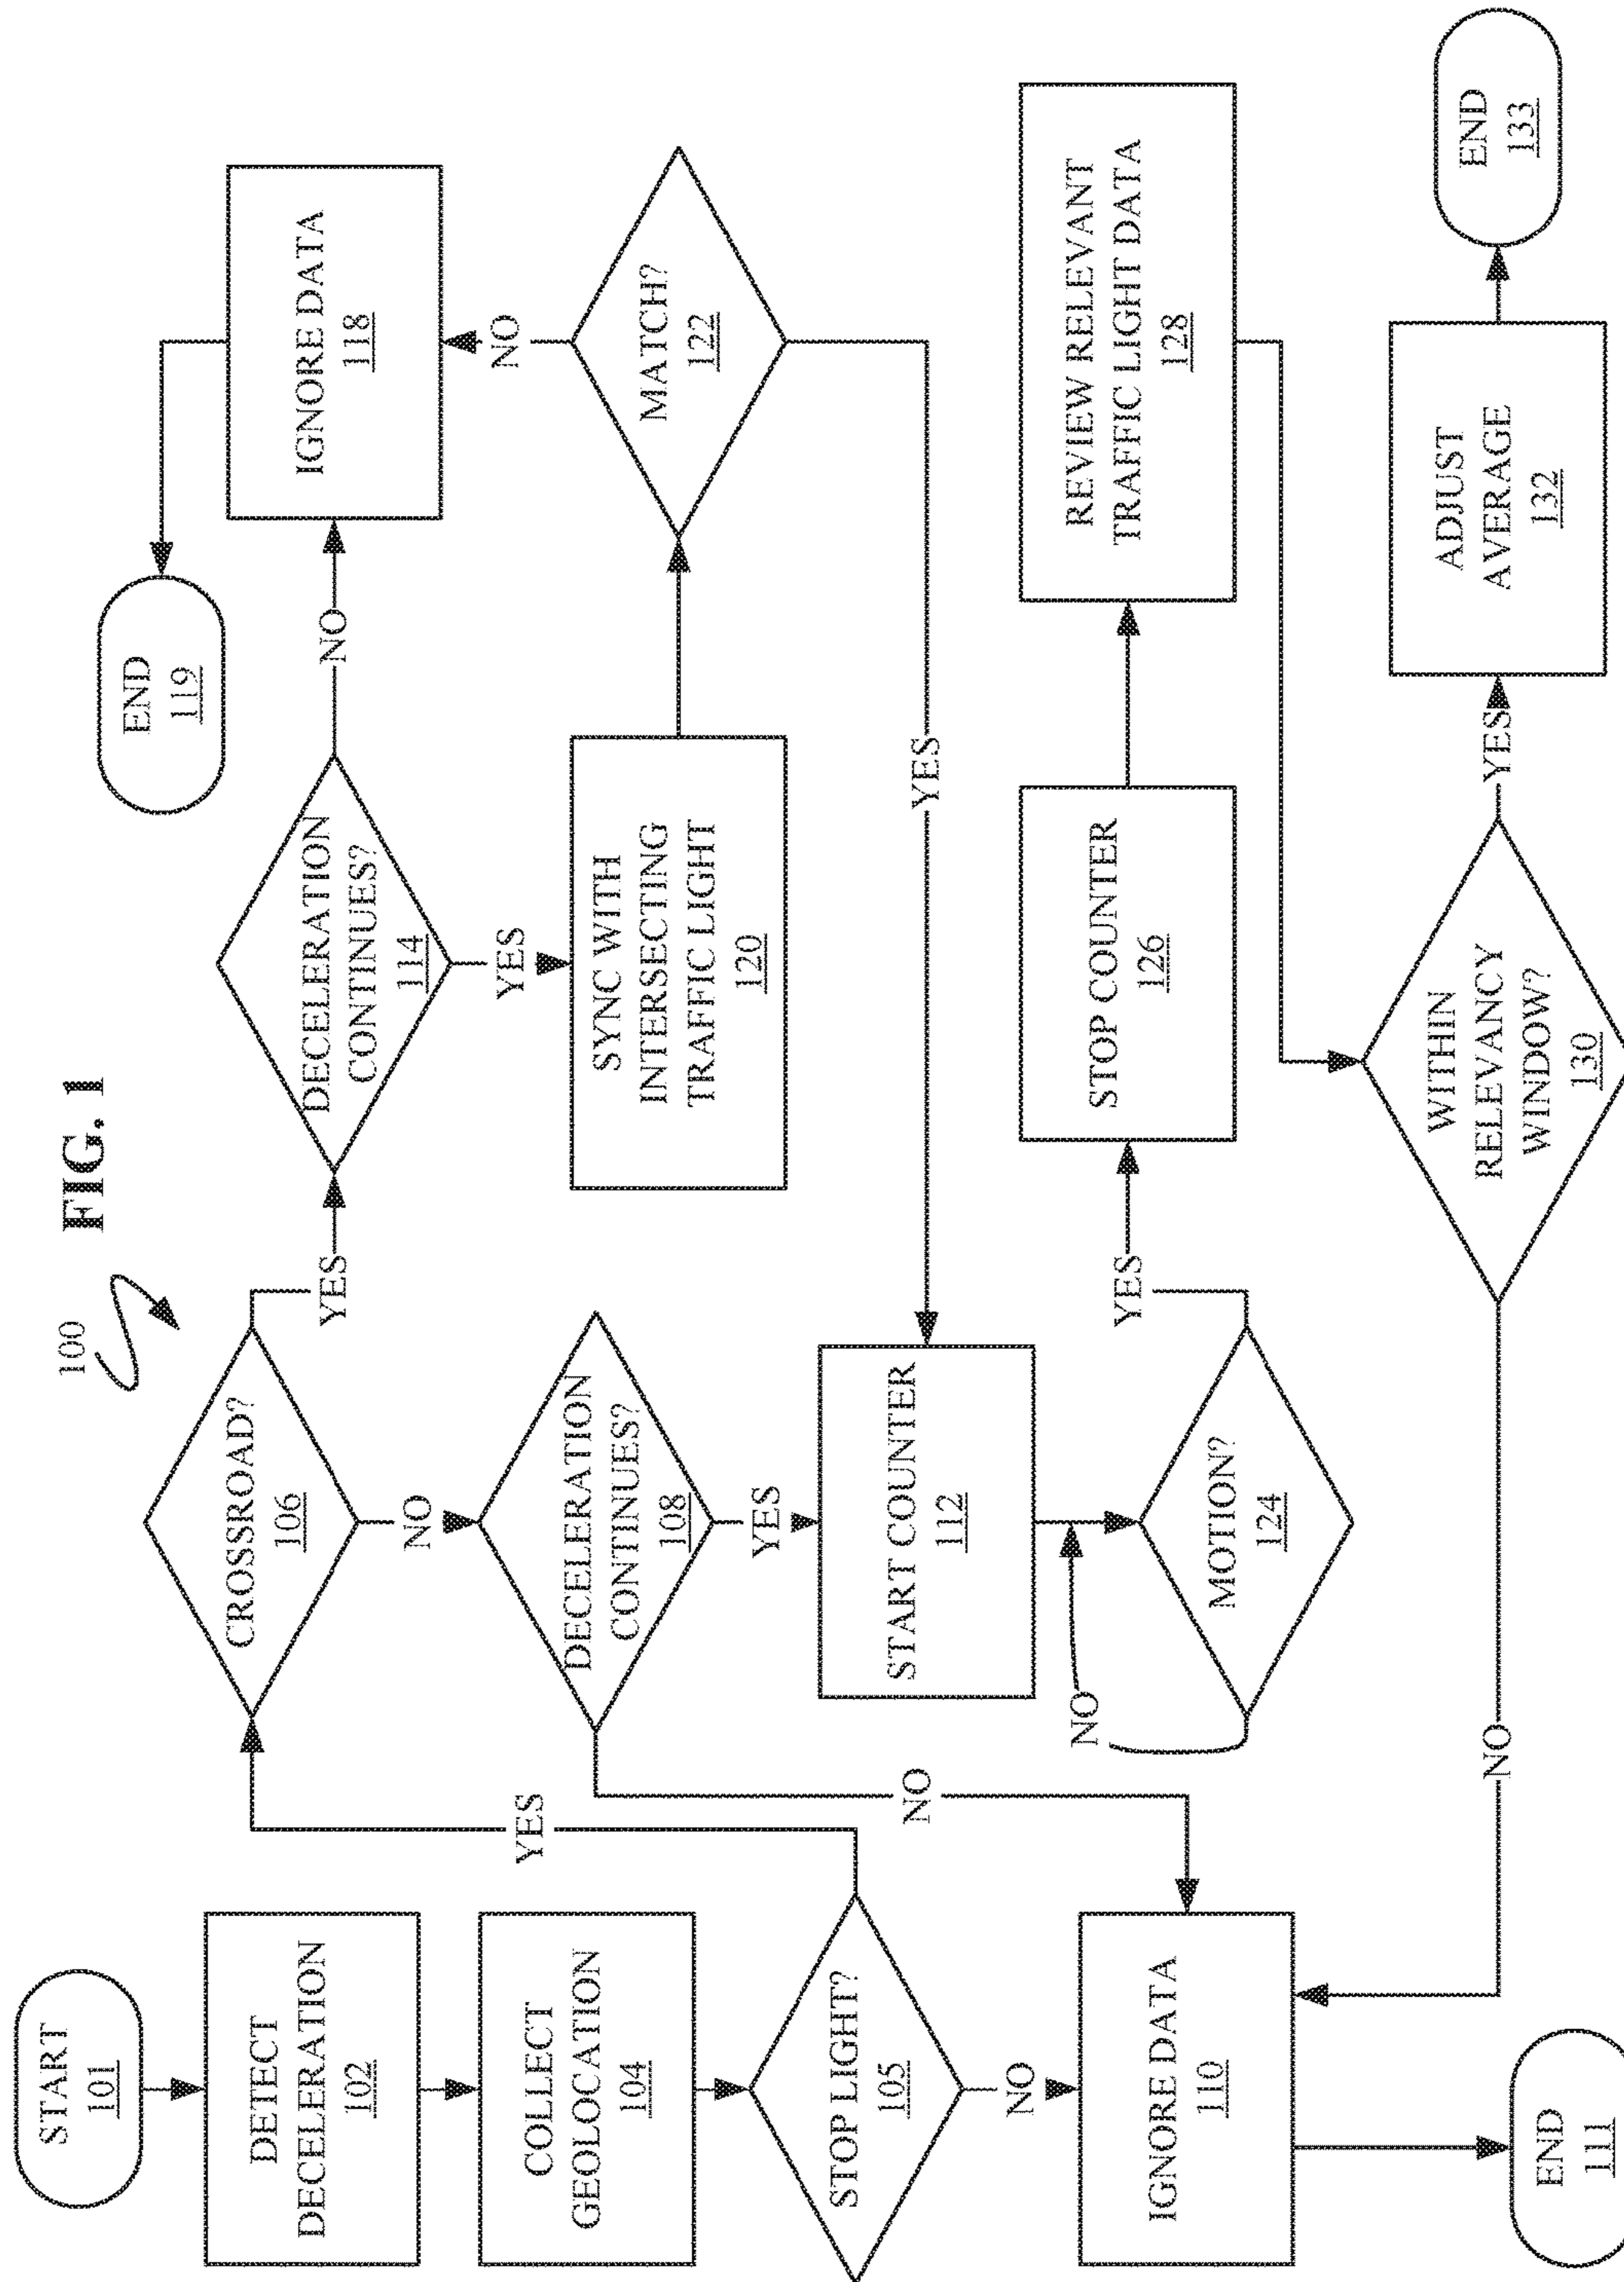 FIG. 1
100
START
101
DETECT
DECELERATION
102
COLLECT
GEOLOCATION
104
STOP LIGHT?
105
NO
YES
IGNORE DATA
110
END
111
CROSSROAD?
106
NO
YES
DECELERATION
CONTINUES?
108
NO
YES
START COUNTER
112
MOTION?
124
NO
YES
DECELERATION
CONTINUES?
114
NO
YES
IGNORE DATA
118
END
119
SYNC WITH
INTERSECTING
TRAFFIC LIGHT
120
MATCH?
122
NO
YES
STOP COUNTER
126
REVIEW RELEVANT
TRAFFIC LIGHT DATA
128
WITHIN
RELEVANCY
WINDOW?
130
NO
YES
ADJUST
AVERAGE
132
END
133